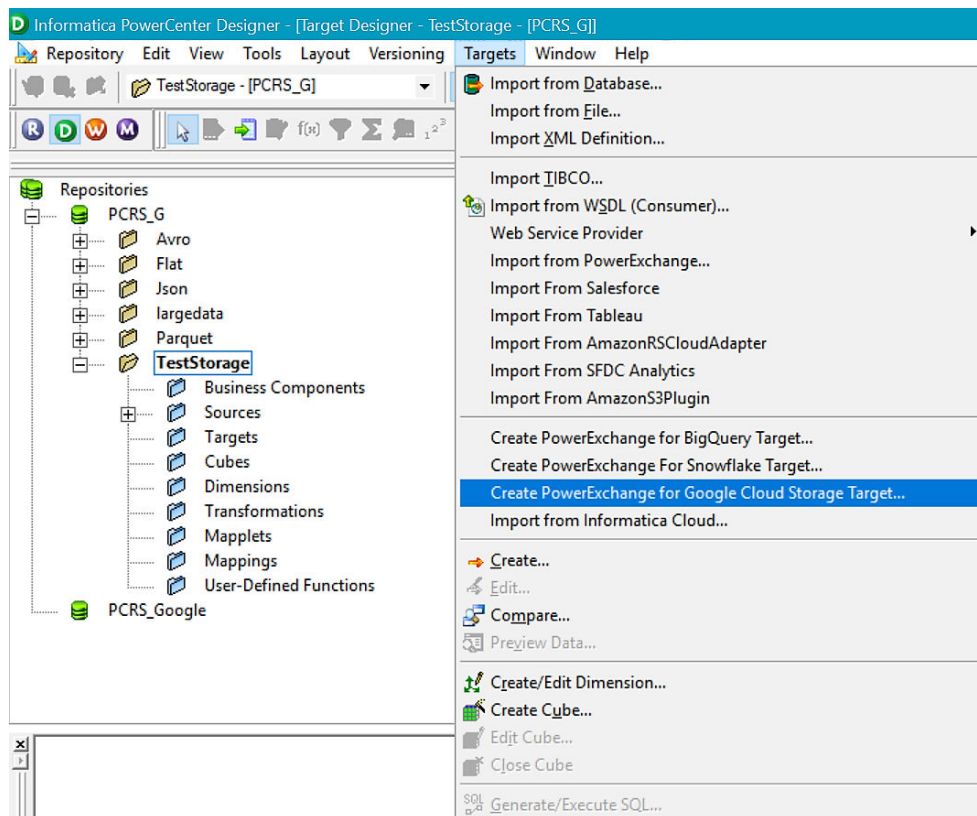 Informatica PowerCenter Designer - [Target Designer - TestStorage - [PCRS_G]]
Repository Edit View Tools Layout Versioning Targets Window Help
TestStorage - [PCRS_G]
R D W M f(x) Σ 1 2 3
Repositories
PCRS_G
Avro
Flat
Json
largedata
Parquet
TestStorage
Business Components
Sources
Targets
Cubes
Dimensions
Transformations
Mapplets
Mappings
User-Defined Functions
PCRS_Google
Import from Database...
Import from File...
Import XML Definition...
Import TIBCO...
Import from WSDL (Consumer)...
Web Service Provider
Import from PowerExchange...
Import From Salesforce
Import From Tableau
Import From AmazonRSCloudAdapter
Import From SFDC Analytics
Import From AmazonS3Plugin
Create PowerExchange for BigQuery Target...
Create PowerExchange For Snowflake Target...
Create PowerExchange for Google Cloud Storage Target...
Import from Informatica Cloud...
Create...
Edit...
Compare...
Preview Data...
Create/Edit Dimension...
Create Cube...
Edit Cube...
Close Cube
SQL Generate/Execute SQL...